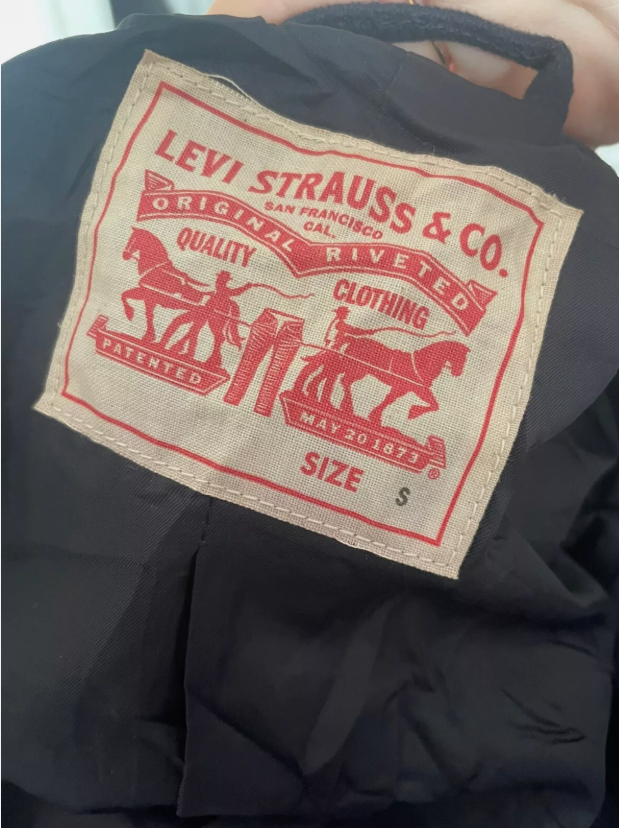 LEVI STRAUSS & CO.
SAN FRANCISCO
CAL.
ORIGINAL RIVETED
QUALITY CLOTHING
PATENTED
MAY 20 1873 ®
SIZE S